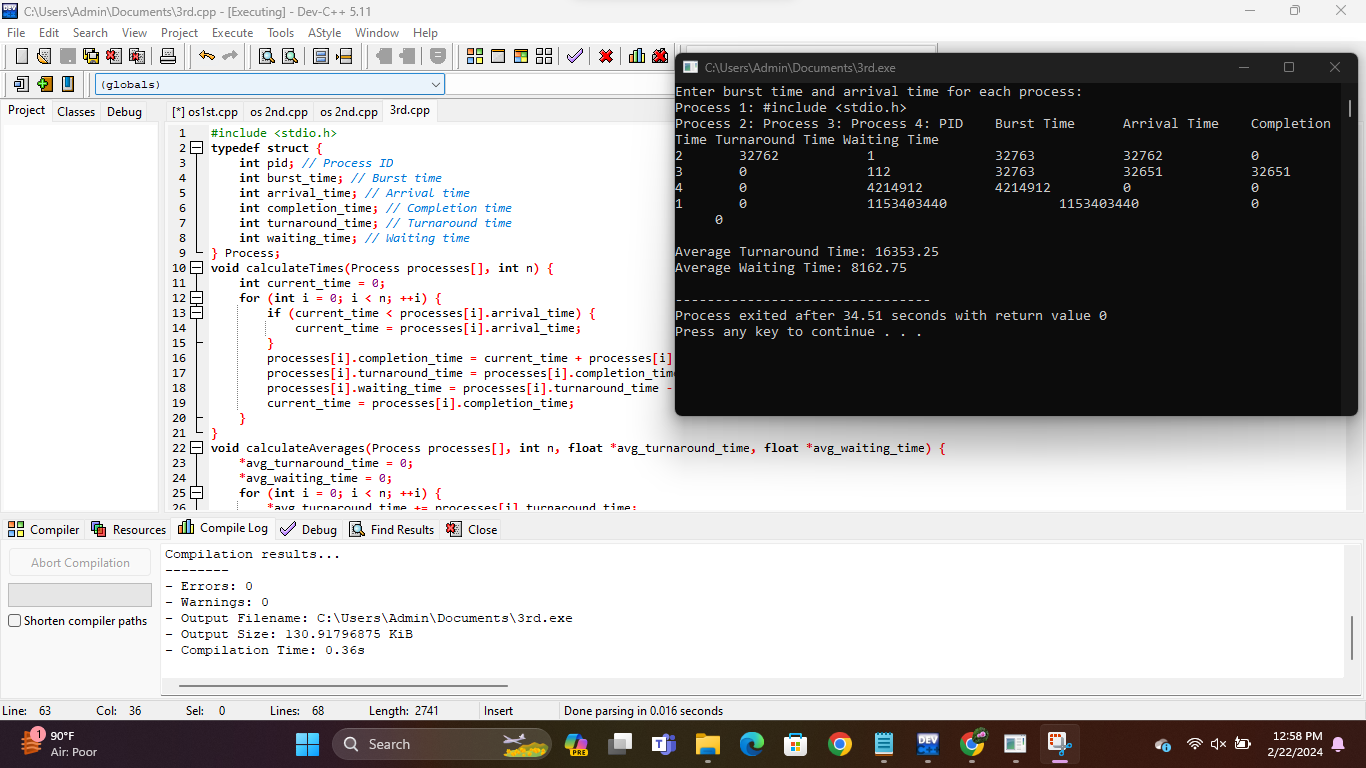 C:\Users\Admin\Documents\3rd.cpp - [Executing] - Dev-C++ 5.11
File Edit Search View Project Execute Tools AStyle Window Help
(globals)
Project Classes Debug
[*] os1st.cpp os 2nd.cpp os 2nd.cpp 3rd.cpp
1 #include <stdio.h>
2 typedef struct {
3 int pid; // Process ID
4 int burst_time; // Burst time
5 int arrival_time; // Arrival time
6 int completion_time; // Completion time
7 int turnaround_time; // Turnaround time
8 int waiting_time; // Waiting time
9 } Process;
10 void calculateTimes(Process processes[], int n) {
11 int current_time = 0;
12 for (int i = 0; i < n; ++i) {
13 if (current_time < processes[i].arrival_time) {
14 current_time = processes[i].arrival_time;
15 }
16 processes[i].completion_time = current_time + processes[i]
17 processes[i].turnaround_time = processes[i].completion_time
18 processes[i].waiting_time = processes[i].turnaround_time -
19 current_time = processes[i].completion_time;
20 }
21 }
22 void calculateAverages(Process processes[], int n, float *avg_turnaround_time, float *avg_waiting_time) {
23 *avg_turnaround_time = 0;
24 *avg_waiting_time = 0;
25 for (int i = 0; i < n; ++i) {
26 *avg_turnaround_time += processes[i].turnaround_time;
C:\Users\Admin\Documents\3rd.exe
Enter burst time and arrival time for each process:
Process 1: #include <stdio.h>
Process 2: Process 3: Process 4: PID Burst Time Arrival Time Completion
Time Turnaround Time Waiting Time
2 32762 1 32763 32762 0
3 0 112 32763 32651 32651
4 0 4214912 4214912 0 0
1 0 1153403440 1153403440 0
0
Average Turnaround Time: 16353.25
Average Waiting Time: 8162.75
--------------------------------
Process exited after 34.51 seconds with return value 0
Press any key to continue . . .
Compiler Resources Compile Log Debug Find Results Close
Abort Compilation
Shorten compiler paths
Compilation results...
--------
- Errors: 0
- Warnings: 0
- Output Filename: C:\Users\Admin\Documents\3rd.exe
- Output Size: 130.91796875 KiB
- Compilation Time: 0.36s
Line: 63 Col: 36 Sel: 0 Lines: 68 Length: 2741 Insert Done parsing in 0.016 seconds
1
90°F
Air: Poor
Search
PRE
DEV
12:58 PM
2/22/2024